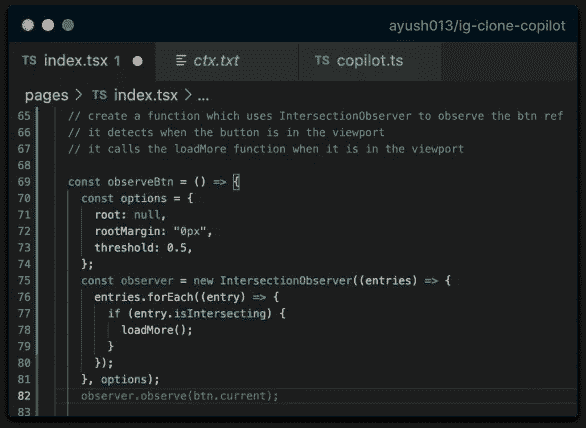 ayush013/ig-clone-copilot
TS index.tsx 1 ● ctx.txt TS copilot.ts
pages > TS index.tsx > ...
65 // create a function which uses IntersectionObserver to observe the btn ref
66 // it detects when the button is in the viewport
67 // it calls the loadMore function when it is in the viewport
68
69 const observeBtn = () => {
70 const options = {
71 root: null,
72 rootMargin: "0px",
73 threshold: 0.5,
74 };
75 const observer = new IntersectionObserver((entries) => {
76 entries.forEach((entry) => {
77 if (entry.isIntersecting) {
78 loadMore();
79 }
80 });
81 }, options);
82 observer.observe(btn.current);
83